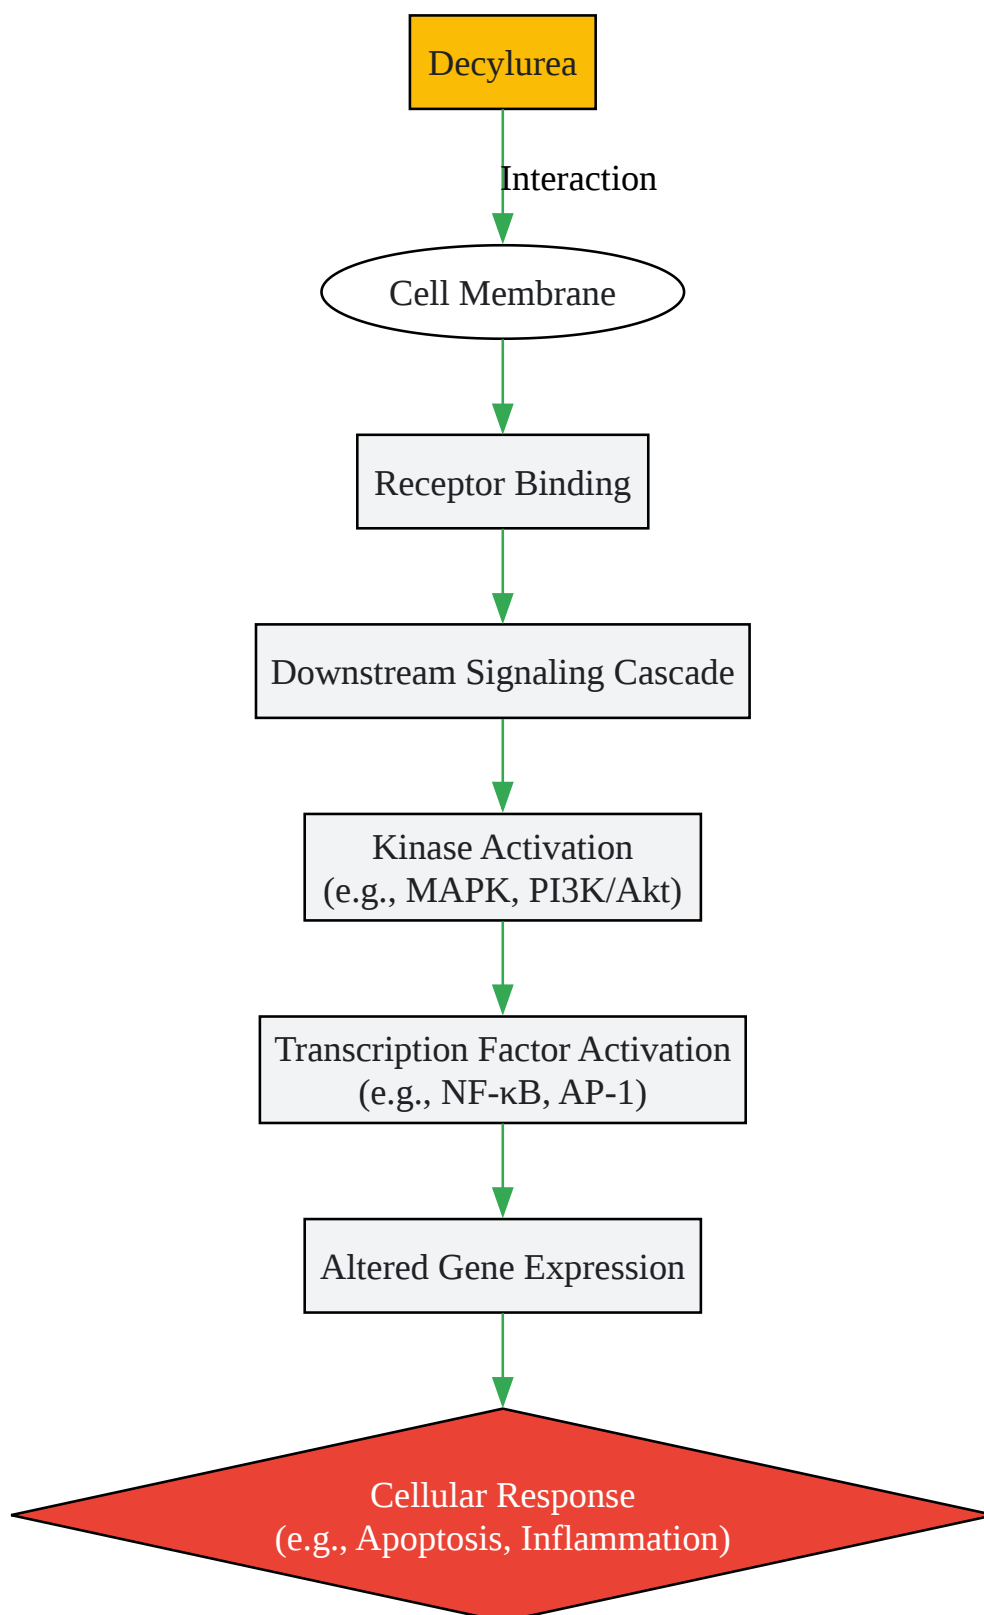 Decylurea
Interaction
Cell Membrane
Receptor Binding
Downstream Signaling Cascade
Kinase Activation
(e.g., MAPK, PI3K/Akt)
Transcription Factor Activation
(e.g., NF-κB, AP-1)
Altered Gene Expression
Cellular Response
(e.g., Apoptosis, Inflammation)